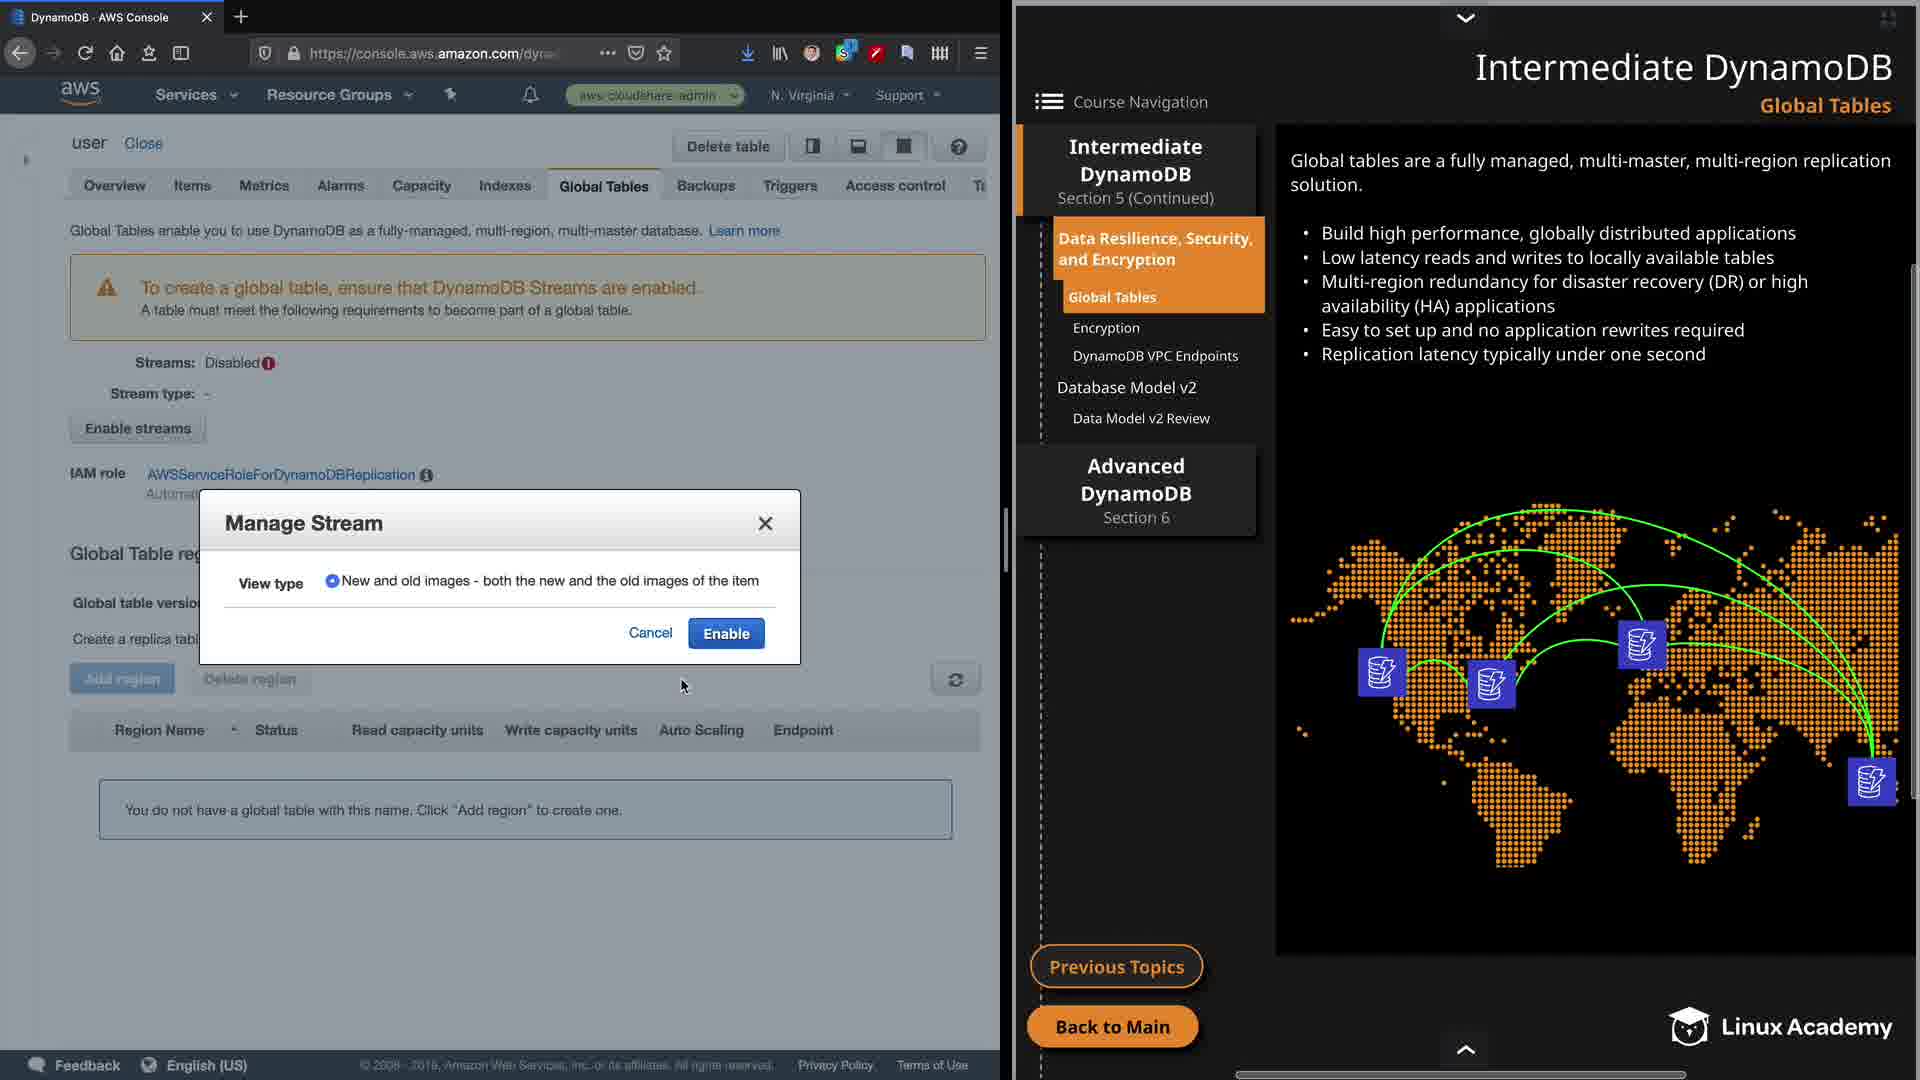 DynamoDB · AWS Console
https://console.aws.amazon.com/dyna
aws
Services
Resource Groups
aws-cloudshare-admin
N. Virginia
Support
user
Close
Delete table
Overview
Items
Metrics
Alarms
Capacity
Indexes
Global Tables
Backups
Triggers
Access control
Global Tables enable you to use DynamoDB as a fully-managed, multi-region, multi-master database. Learn more
To create a global table, ensure that DynamoDB Streams are enabled.
A table must meet the following requirements to become part of a global table.
Streams: Disabled
Stream type: -
Enable streams
IAM role AWSServiceRoleForDynamoDBReplication
Manage Stream
View type New and old images - both the new and the old images of the item
Cancel
Enable
Global Table
Global table
Create a replica
Add region
Delete region
Region Name
Status
Read capacity units
Write capacity units
Auto Scaling
Endpoint
You do not have a global table with this name. Click "Add region" to create one.
Feedback
English (US)
Amazon Web Services, Inc. or its affiliates. All rights reserved.
Privacy Policy
Terms of Use
Intermediate DynamoDB
Global Tables
Course Navigation
Intermediate
DynamoDB
Section 5 (Continued)
Data Resilience, Security,
and Encryption
Global Tables
Encryption
DynamoDB VPC Endpoints
Database Model v2
Data Model v2 Review
Advanced
DynamoDB
Section 6
Global tables are a fully managed, multi-master, multi-region replication
solution.
• Build high performance, globally distributed applications
• Low latency reads and writes to locally available tables
• Multi-region redundancy for disaster recovery (DR) or high
availability (HA) applications
• Easy to set up and no application rewrites required
• Replication latency typically under one second
Previous Topics
Back to Main
Linux Academy